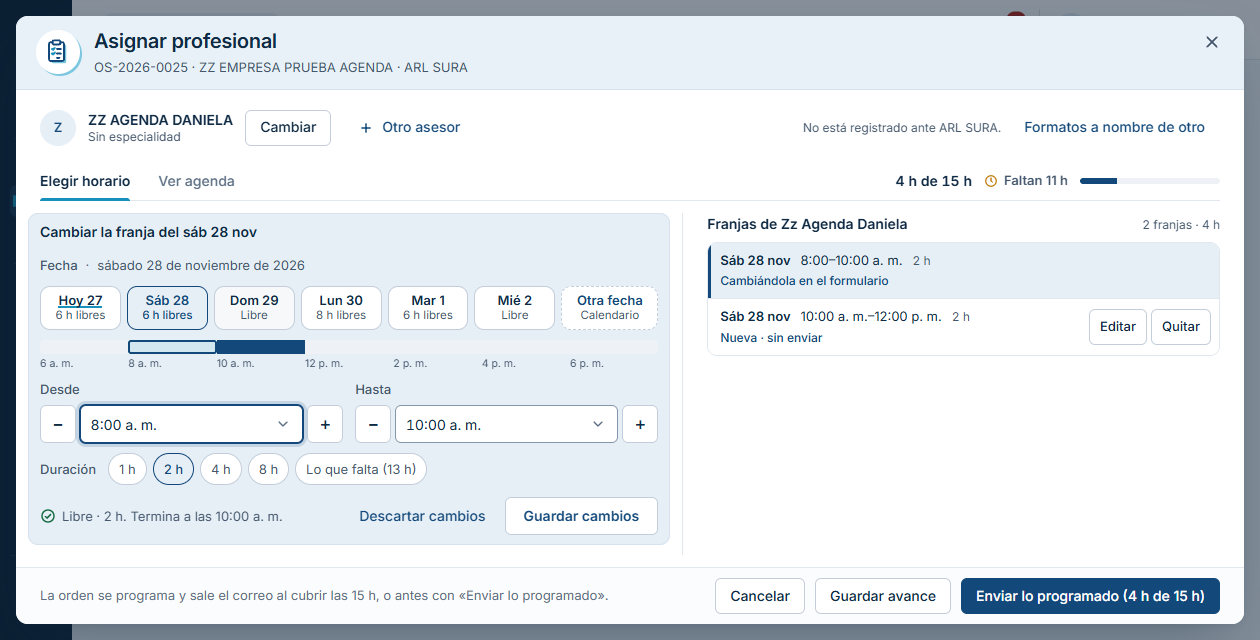 Asignar profesional
OS-2026-0025 · ZZ EMPRESA PRUEBA AGENDA · ARL SURA
Z
ZZ AGENDA DANIELA
Sin especialidad
Cambiar
+ Otro asesor
No está registrado ante ARL SURA.
Formatos a nombre de otro
Elegir horario
Ver agenda
4 h de 15 h
Faltan 11 h
Cambiar la franja del sáb 28 nov
Fecha · sábado 28 de noviembre de 2026
Hoy 27
6 h libres
Sáb 28
6 h libres
Dom 29
Libre
Lun 30
8 h libres
Mar 1
6 h libres
Mié 2
Libre
Otra fecha
Calendario
6 a. m.
8 a. m.
10 a. m.
12 p. m.
2 p. m.
4 p. m.
6 p. m.
Desde
Hasta
− 8:00 a. m. +
− 10:00 a. m. +
Duración
1 h
2 h
4 h
8 h
Lo que falta (13 h)
Libre · 2 h. Termina a las 10:00 a. m.
Descartar cambios
Guardar cambios
Franjas de Zz Agenda Daniela
2 franjas · 4 h
Sáb 28 nov 8:00–10:00 a. m. 2 h
Cambiándola en el formulario
Sáb 28 nov 10:00 a. m.–12:00 p. m. 2 h
Nueva · sin enviar
Editar
Quitar
La orden se programa y sale el correo al cubrir las 15 h, o antes con «Enviar lo programado».
Cancelar
Guardar avance
Enviar lo programado (4 h de 15 h)